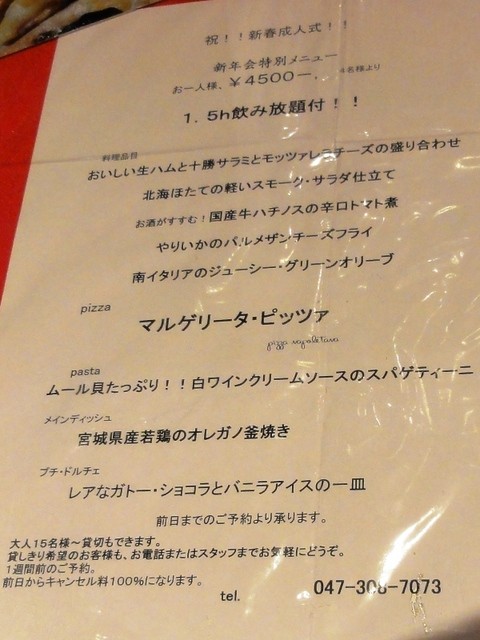 祝！！新春成人式！！
新年会特別メニュー
お一人様、￥4500－、 4名様より
1．5h飲み放題付！！
料理品目
おいしい生ハムと十勝サラミとモッツァレラチーズの盛り合わせ
北海ほたての軽いスモーク・サラダ仕立て
お酒がすすむ！国産牛ハチノスの辛口トマト煮
やりいかのパルメザンチーズフライ
南イタリアのジューシー・グリーンオリーブ
pizza
マルゲリータ・ピッツァ
pizza napoletana
pasta
ムール貝たっぷり！！白ワインクリームソースのスパゲティーニ
メインディッシュ
宮城県産若鶏のオレガノ釜焼き
プチ・ドルチェ
レアなガトー・ショコラとバニラアイスの一皿
前日までのご予約より承ります。
大人15名様～貸切もできます。
貸しきり希望のお客様も、お電話またはスタッフまでお気軽にどうぞ。
1週間前のご予約。
前日からキャンセル料100％になります。
tel. 047-308-7073